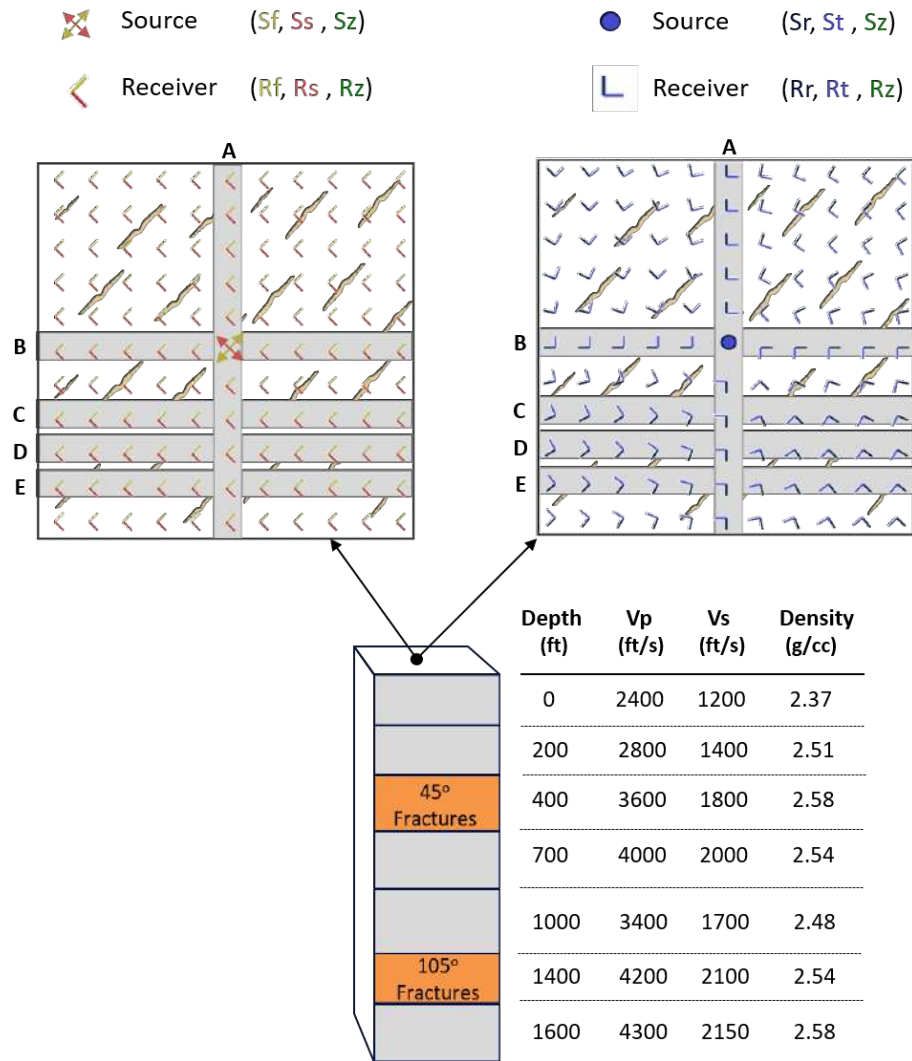 Source (Sf, Ss , Sz)
Source (Sr, St , Sz)
Receiver (Rf, Rs , Rz)
Receiver (Rr, Rt , Rz)
A
A
B
B
C
C
D
D
E
E
Depth Vp Vs Density
(ft) (ft/s) (ft/s) (g/cc)
0 2400 1200 2.37
200 2800 1400 2.51
45° Fractures
400 3600 1800 2.58
700 4000 2000 2.54
1000 3400 1700 2.48
105° Fractures
1400 4200 2100 2.54
1600 4300 2150 2.58